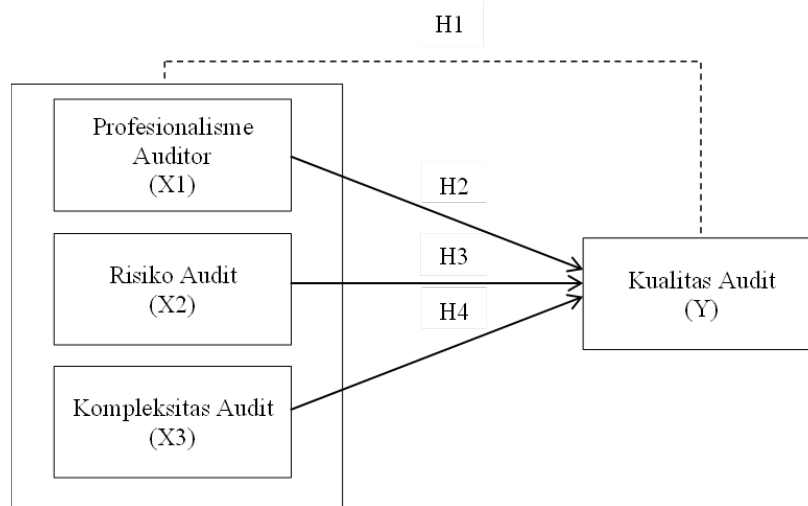 H1
Profesionalisme
Auditor
(X1)
H2
Risiko Audit
(X2)
H3
H4
Kualitas Audit
(Y)
Kompleksitas Audit
(X3)